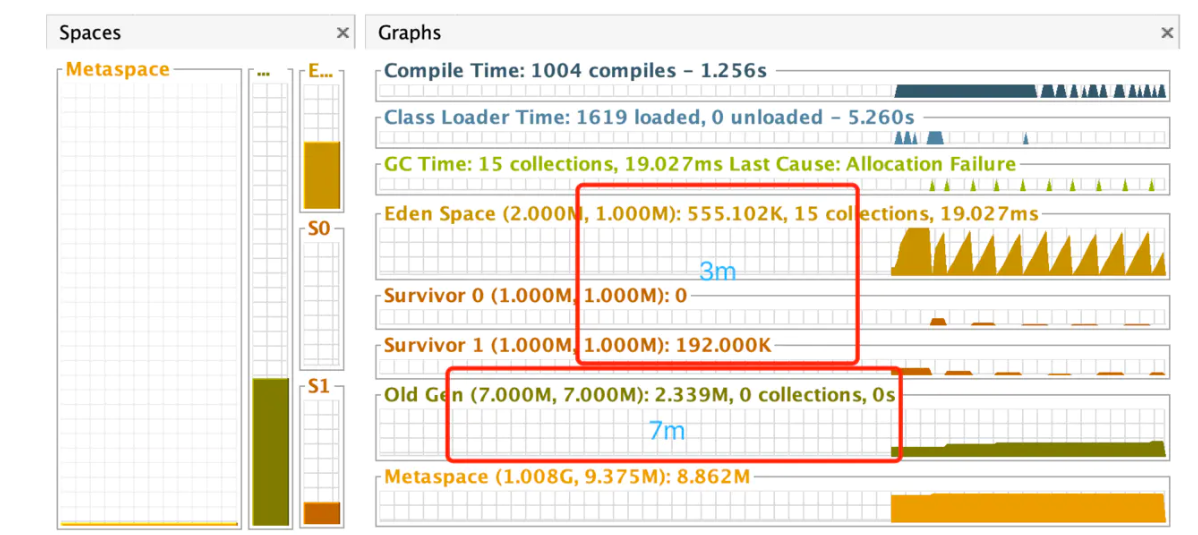 Spaces
Metaspace
...
E...
S0
S1
Graphs
Compile Time: 1004 compiles – 1.256s
Class Loader Time: 1619 loaded, 0 unloaded – 5.260s
GC Time: 15 collections, 19.027ms Last Cause: Allocation Failure
Eden Space (2.000M, 1.000M): 555.102K, 15 collections, 19.027ms
3m
Survivor 0 (1.000M, 1.000M): 0
Survivor 1 (1.000M, 1.000M): 192.000K
Old Gen (7.000M, 7.000M): 2.339M, 0 collections, 0s
7m
Metaspace (1.008G, 9.375M): 8.862M